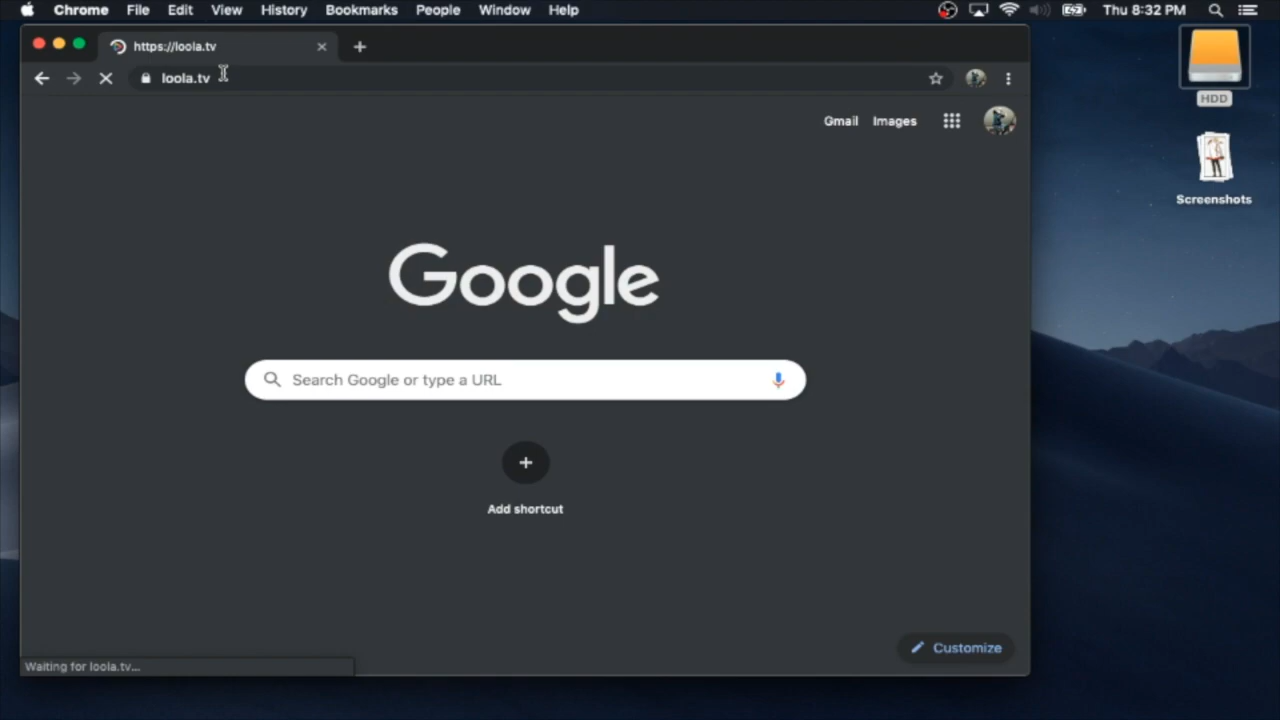 Chrome File Edit View History Bookmarks People Window Help Thu 8:32 PM
https://loola.tv
loola.tv
Gmail Images
Google
Search Google or type a URL
Add shortcut
Customize
Waiting for loola.tv...
HDD
Screenshots